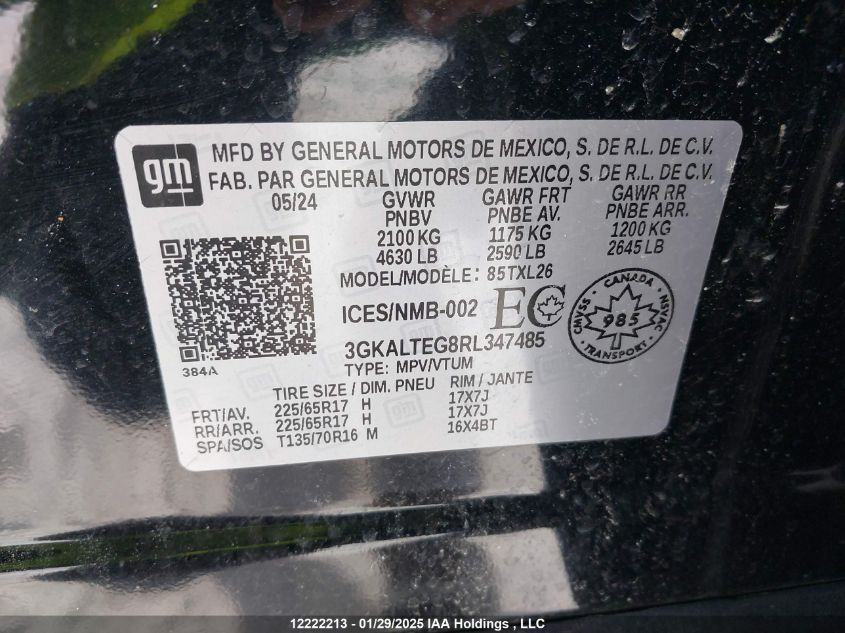 gm
MFD BY GENERAL MOTORS DE MEXICO, S. DE R.L. DE C.V.
FAB. PAR GENERAL MOTORS DE MEXICO, S. DE R.L. DE C.V.
05/24 GVWR GAWR FRT GAWR RR
PNBV PNBE AV. PNBE ARR.
2100 KG 1175 KG 1200 KG
4630 LB 2590 LB 2645 LB
MODEL/MODÈLE: 85TXL26
ICES/NMB-002 EC
CANADA
SMVSS
985
NSVAC
TRANSPORT
3GKALTEG8RL347485
384A
TYPE: MPV/VTUM
TIRE SIZE / DIM. PNEU RIM / JANTE
FRT/AV. 225/65R17 H 17X7J
RR/ARR. 225/65R17 H 17X7J
SPA/SOS T135/70R16 M 16X4BT
12222213 - 01/29/2025 IAA Holdings , LLC